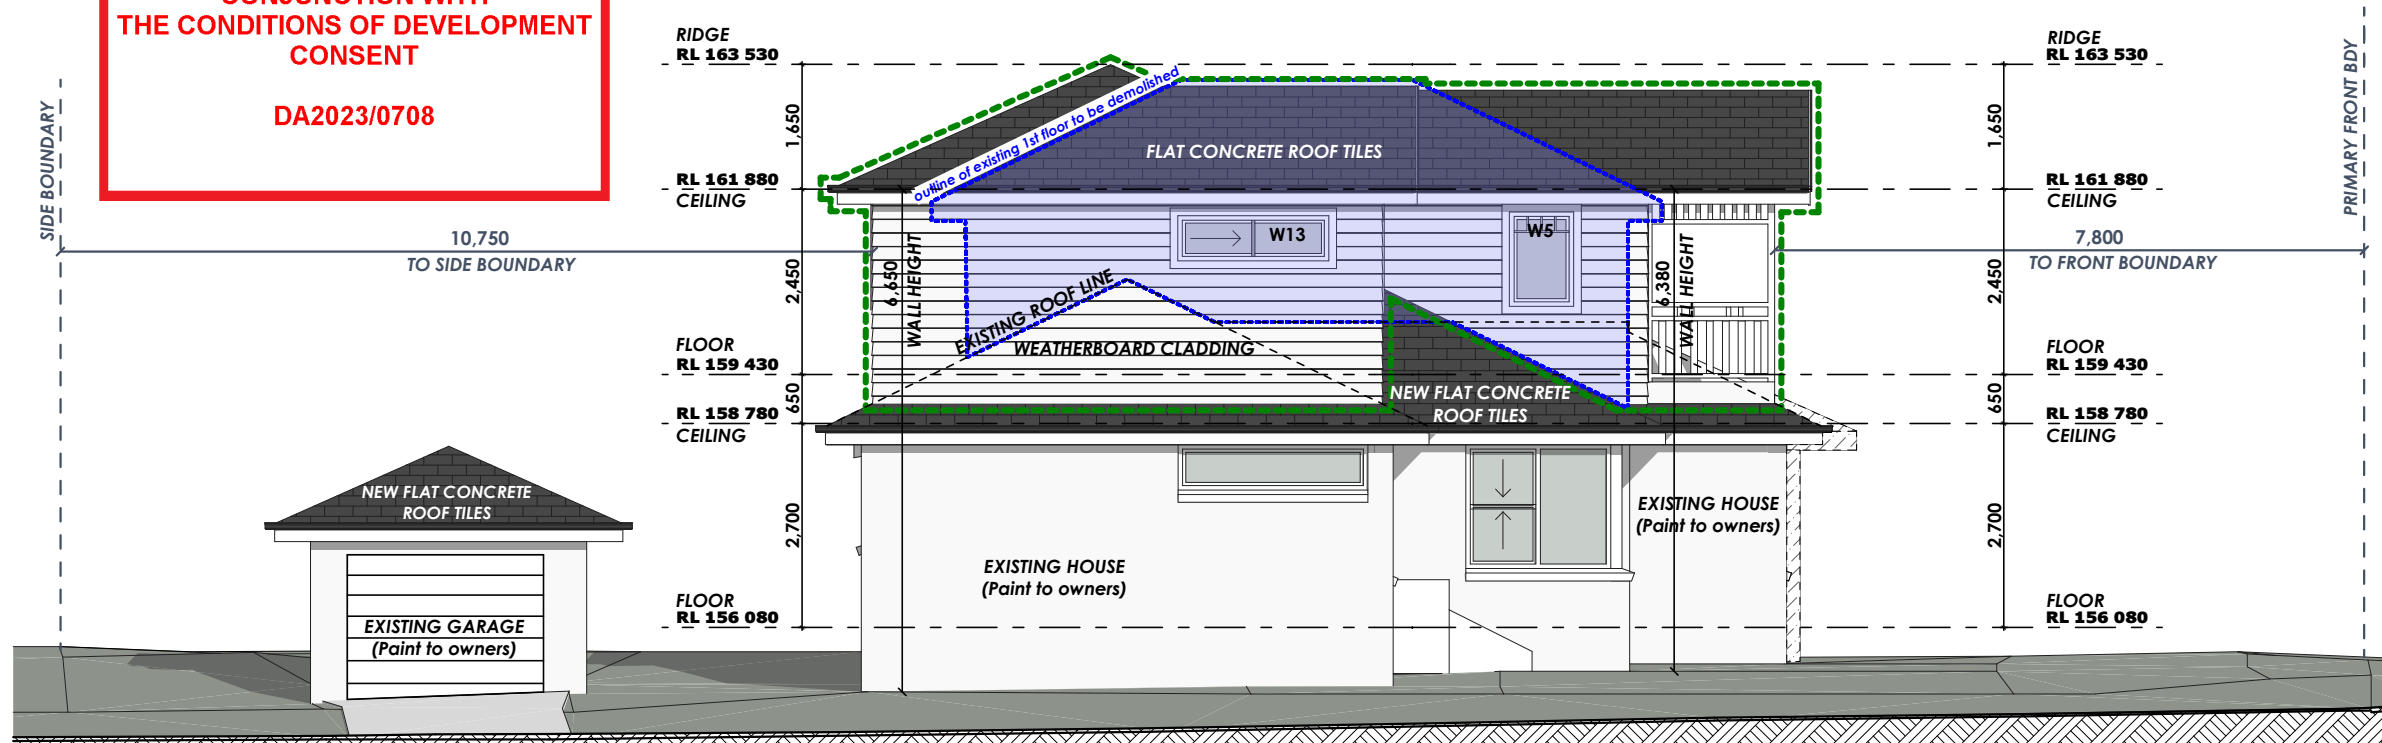 CONJUNCTION WITH
THE CONDITIONS OF DEVELOPMENT
CONSENT
DA2023/0708
SIDE BOUNDARY
10,750
TO SIDE BOUNDARY
RIDGE
RL 163 530
1,650
RL 161 880
CEILING
2,450
FLOOR
RL 159 430
650
RL 158 780
CEILING
2,700
FLOOR
RL 156 080
outline of existing 1st floor to be demolished
FLAT CONCRETE ROOF TILES
W13
W5
6,650
WALL HEIGHT
EXISTING ROOF LINE
WEATHERBOARD CLADDING
6,380
WALL HEIGHT
NEW FLAT CONCRETE
ROOF TILES
NEW FLAT CONCRETE
ROOF TILES
EXISTING GARAGE
(Paint to owners)
EXISTING HOUSE
(Paint to owners)
EXISTING HOUSE
(Paint to owners)
RIDGE
RL 163 530
1,650
RL 161 880
CEILING
2,450
FLOOR
RL 159 430
650
RL 158 780
CEILING
2,700
FLOOR
RL 156 080
7,800
TO FRONT BOUNDARY
PRIMARY FRONT BDY